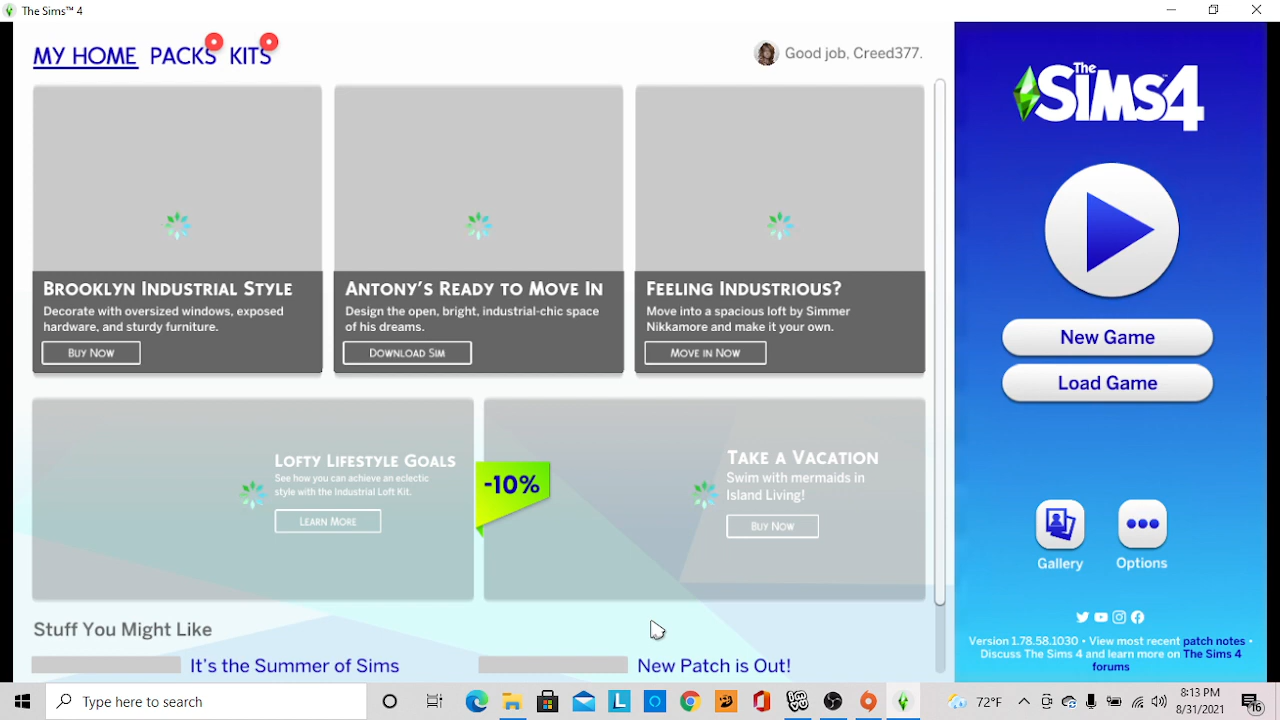 The Sims™ 4
MY HOME PACKS KITS
Good job, Creed377.
The SIMS 4
BROOKLYN INDUSTRIAL STYLE
Decorate with oversized windows, exposed
hardware, and sturdy furniture.
BUY NOW
ANTONY'S READY TO MOVE IN
Design the open, bright, industrial-chic space
of his dreams.
DOWNLOAD SIM
FEELING INDUSTRIOUS?
Move into a spacious loft by Simmer
Nikkamore and make it your own.
MOVE IN NOW
New Game
Load Game
LOFTY LIFESTYLE GOALS
See how you can achieve an eclectic
style with the Industrial Loft Kit.
LEARN MORE
-10%
TAKE A VACATION
Swim with mermaids in
Island Living!
BUY NOW
Gallery
Options
Stuff You Might Like
It's the Summer of Sims
New Patch is Out!
Version 1.78.58.1030 • View most recent patch notes •
Discuss The Sims 4 and learn more on The Sims 4
forums
Type here to search
72°F
8:13 PM
8/31/2021
16